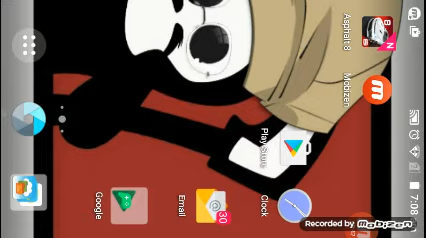 7:08
Asphalt 8
Mobizen
Play Store
Google
Email
Clock
30
Recorded by mobizen